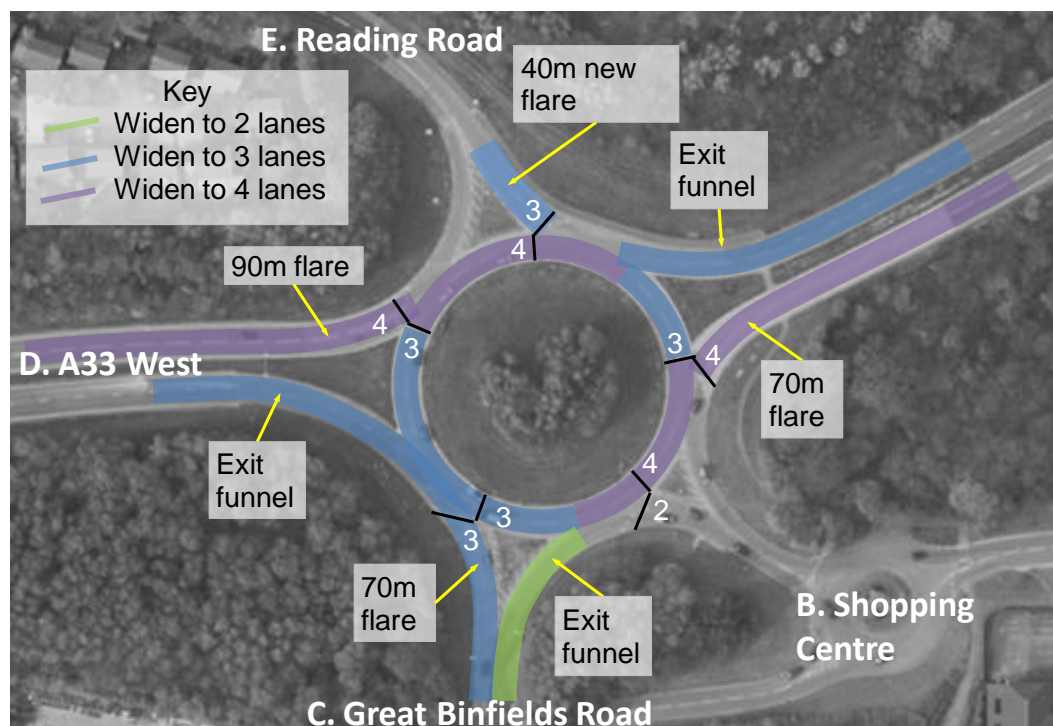 E. Reading Road
40m new
flare
Key
Widen to 2 lanes
Widen to 3 lanes
Widen to 4 lanes
Exit
funnel
3
4
90m flare
4
3
3
4
D. A33 West
70m
flare
Exit
funnel
4
2
3
3
70m
flare
Exit
funnel
B. Shopping
Centre
C. Great Binfields Road